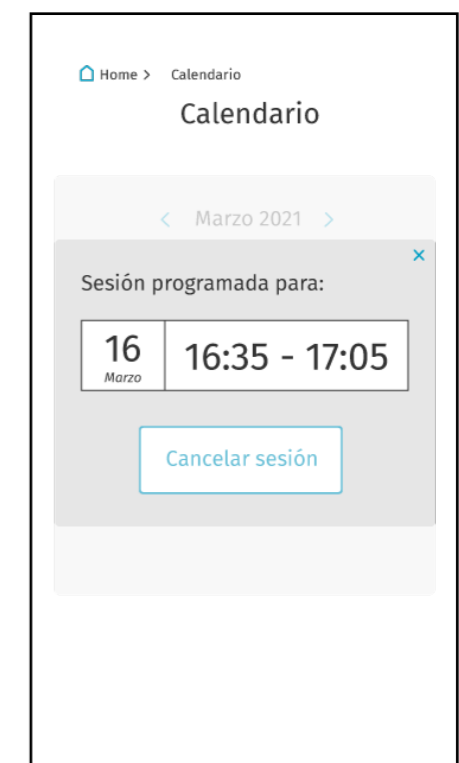 Home > Calendario
Calendario
< Marzo 2021 >
×
Sesión programada para:
16
Marzo
16:35 - 17:05
Cancelar sesión